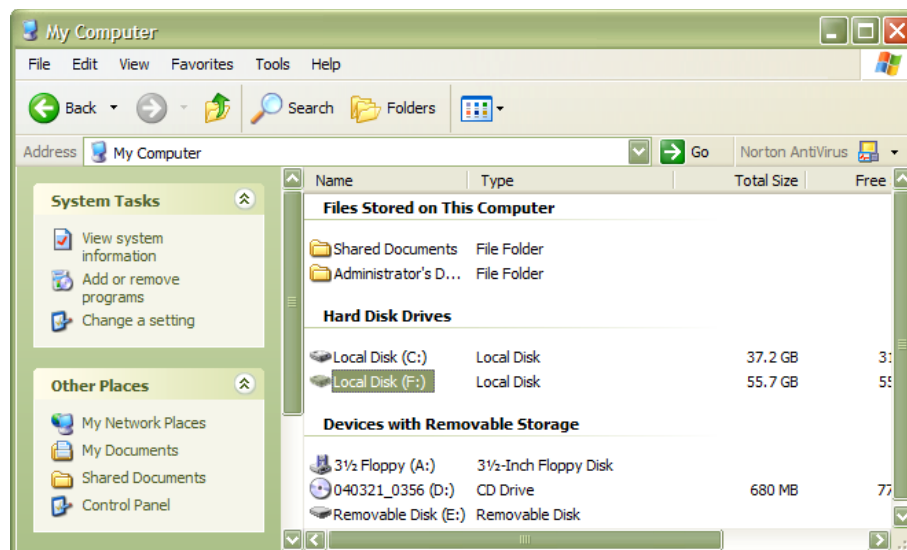 My Computer
File Edit View Favorites Tools Help
Back Search Folders
Address My Computer Go Norton AntiVirus
Name Type Total Size Free
System Tasks
View system
information
Add or remove
programs
Change a setting
Other Places
My Network Places
My Documents
Shared Documents
Control Panel
Files Stored on This Computer
Shared Documents File Folder
Administrator's D... File Folder
Hard Disk Drives
Local Disk (C:) Local Disk 37.2 GB
Local Disk (F:) Local Disk 55.7 GB
Devices with Removable Storage
3½ Floppy (A:) 3½-Inch Floppy Disk
040321_0356 (D:) CD Drive 680 MB
Removable Disk (E:) Removable Disk